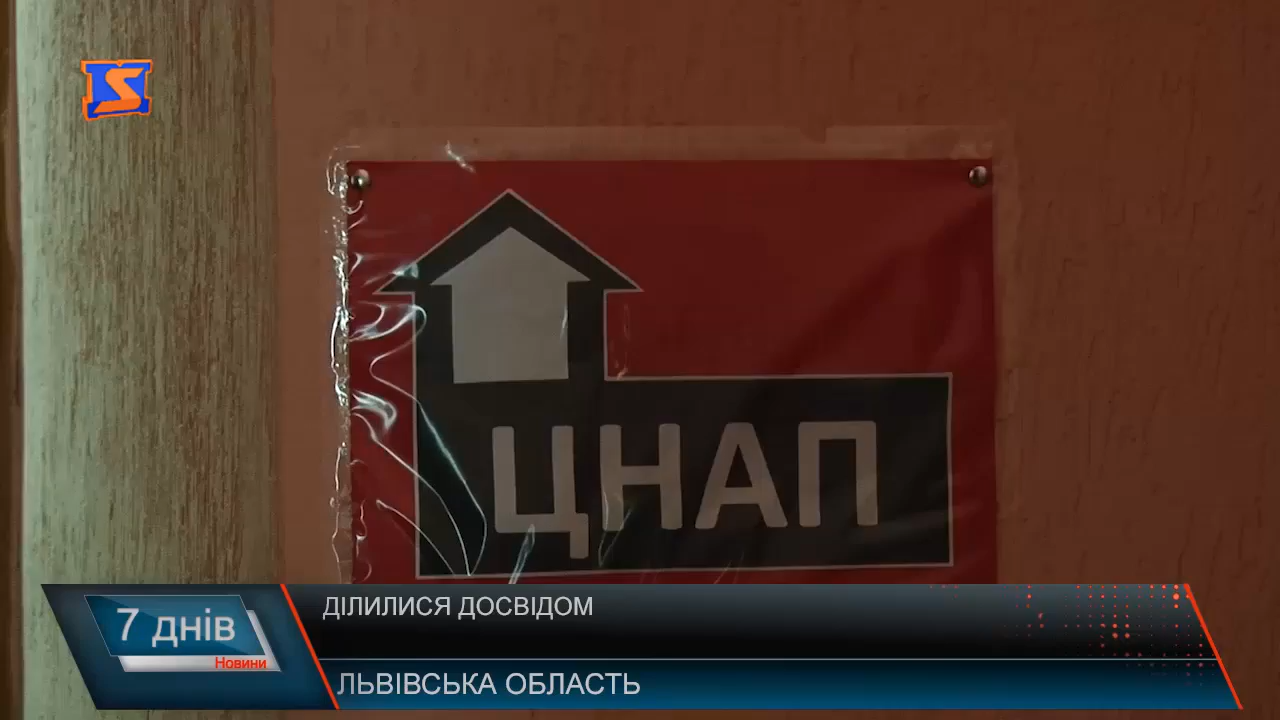 S
ЦНАП
7 днів
Новини
ДІЛИЛИСЯ ДОСВІДОМ
ЛЬВІВСЬКА ОБЛАСТЬ